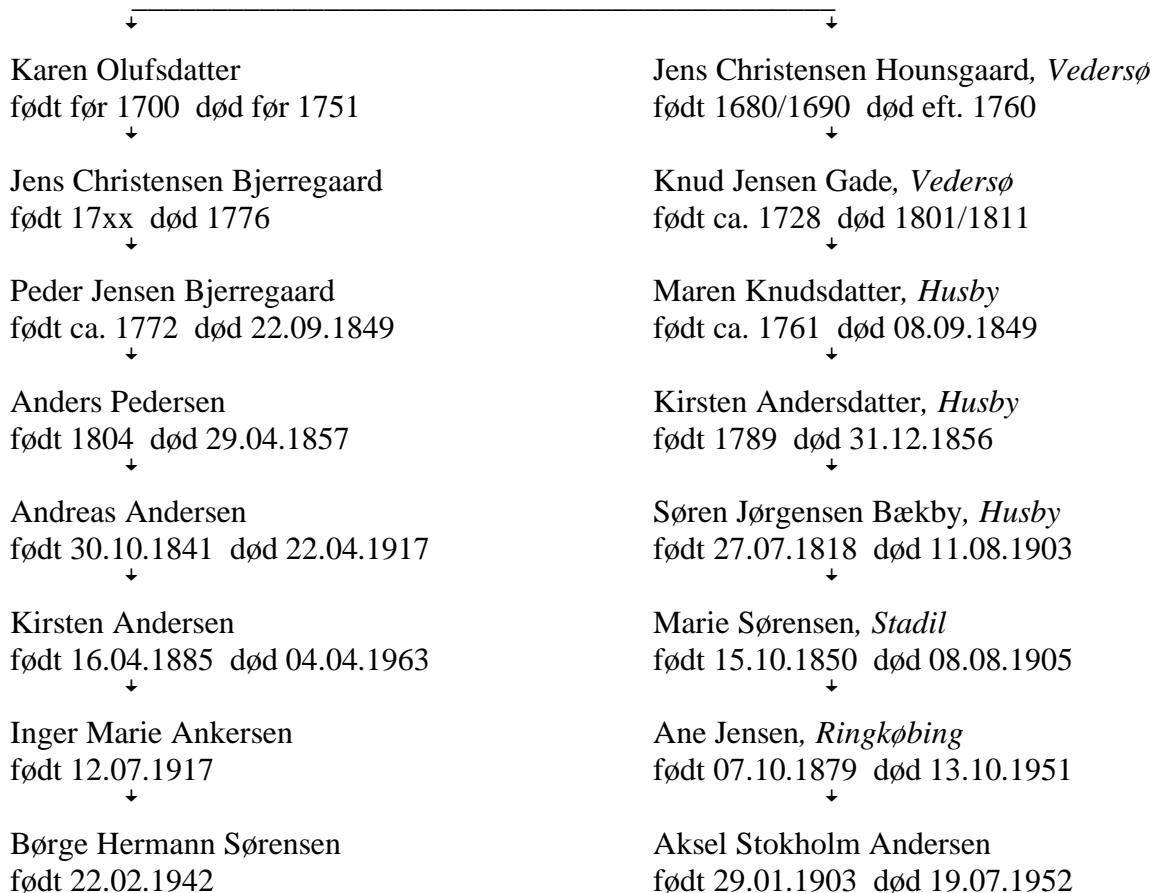 Karen Olufsdatter
født før 1700 død før 1751
Jens Christensen Bjerregaard
født 17xx død 1776
Peder Jensen Bjerregaard
født ca. 1772 død 22.09.1849
Anders Pedersen
født 1804 død 29.04.1857
Andreas Andersen
født 30.10.1841 død 22.04.1917
Kirsten Andersen
født 16.04.1885 død 04.04.1963
Inger Marie Ankersen
født 12.07.1917
Børge Hermann Sørensen
født 22.02.1942
Jens Christensen Hounsgaard, Vedersø
født 1680/1690 død eft. 1760
Knud Jensen Gade, Vedersø
født ca. 1728 død 1801/1811
Maren Knudsdatter, Husby
født ca. 1761 død 08.09.1849
Kirsten Andersdatter, Husby
født 1789 død 31.12.1856
Søren Jørgensen Bækby, Husby
født 27.07.1818 død 11.08.1903
Marie Sørensen, Stadil
født 15.10.1850 død 08.08.1905
Ane Jensen, Ringkøbing
født 07.10.1879 død 13.10.1951
Aksel Stokholm Andersen
født 29.01.1903 død 19.07.1952